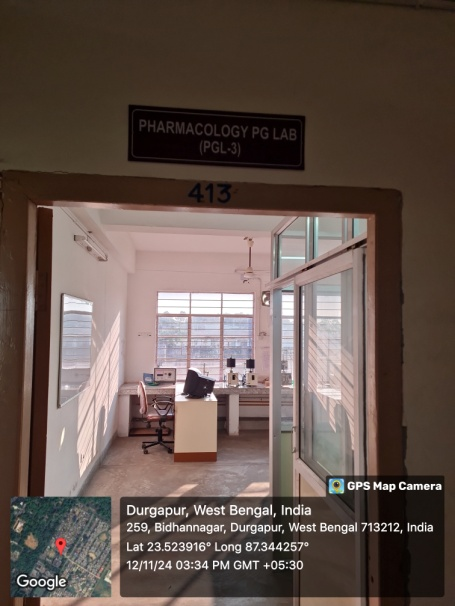 PHARMACOLOGY PG LAB
(PGL-3)
413
GPS Map Camera
Durgapur, West Bengal, India
259, Bidhannagar, Durgapur, West Bengal 713212, India
Lat 23.523916° Long 87.344257°
12/11/24 03:34 PM GMT +05:30
Google